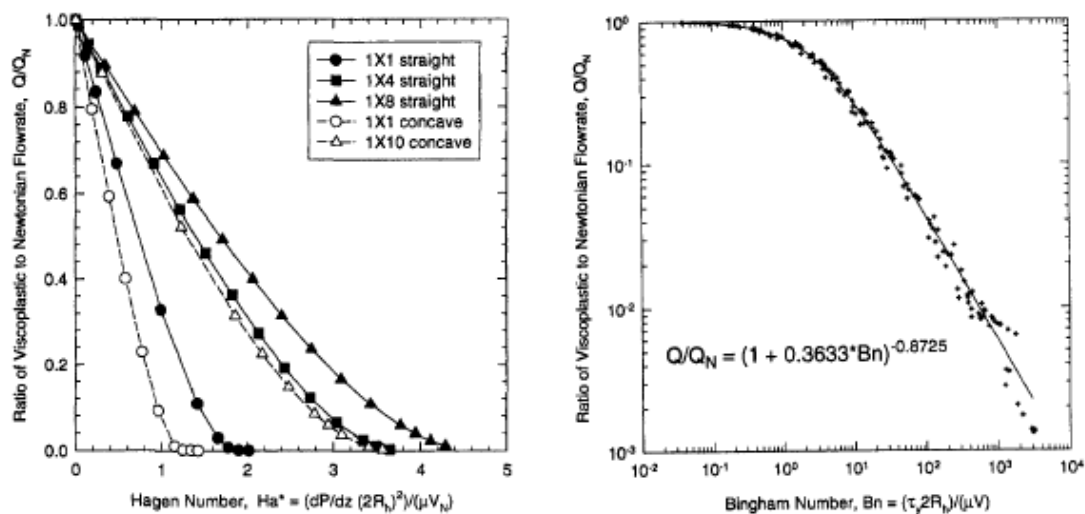 Ratio of Viscoplastic to Newtonian Flowrate, Q/Q_N
1.0
0.8
0.6
0.4
0.2
0.0
1X1 straight
1X4 straight
1X8 straight
1X1 concave
1X10 concave
0 1 2 3 4 5
Hagen Number, Ha* = (dP/dz (2R_h)²)/(μV_N)
Ratio of Viscoplastic to Newtonian Flowrate, Q/Q_N
10⁰
10⁻¹
10⁻²
10⁻³
Q/Q_N = (1 + 0.3633*Bn)^-0.8725
10⁻² 10⁻¹ 10⁰ 10¹ 10² 10³ 10⁴
Bingham Number, Bn = (τ_y2R_h)/(μV)